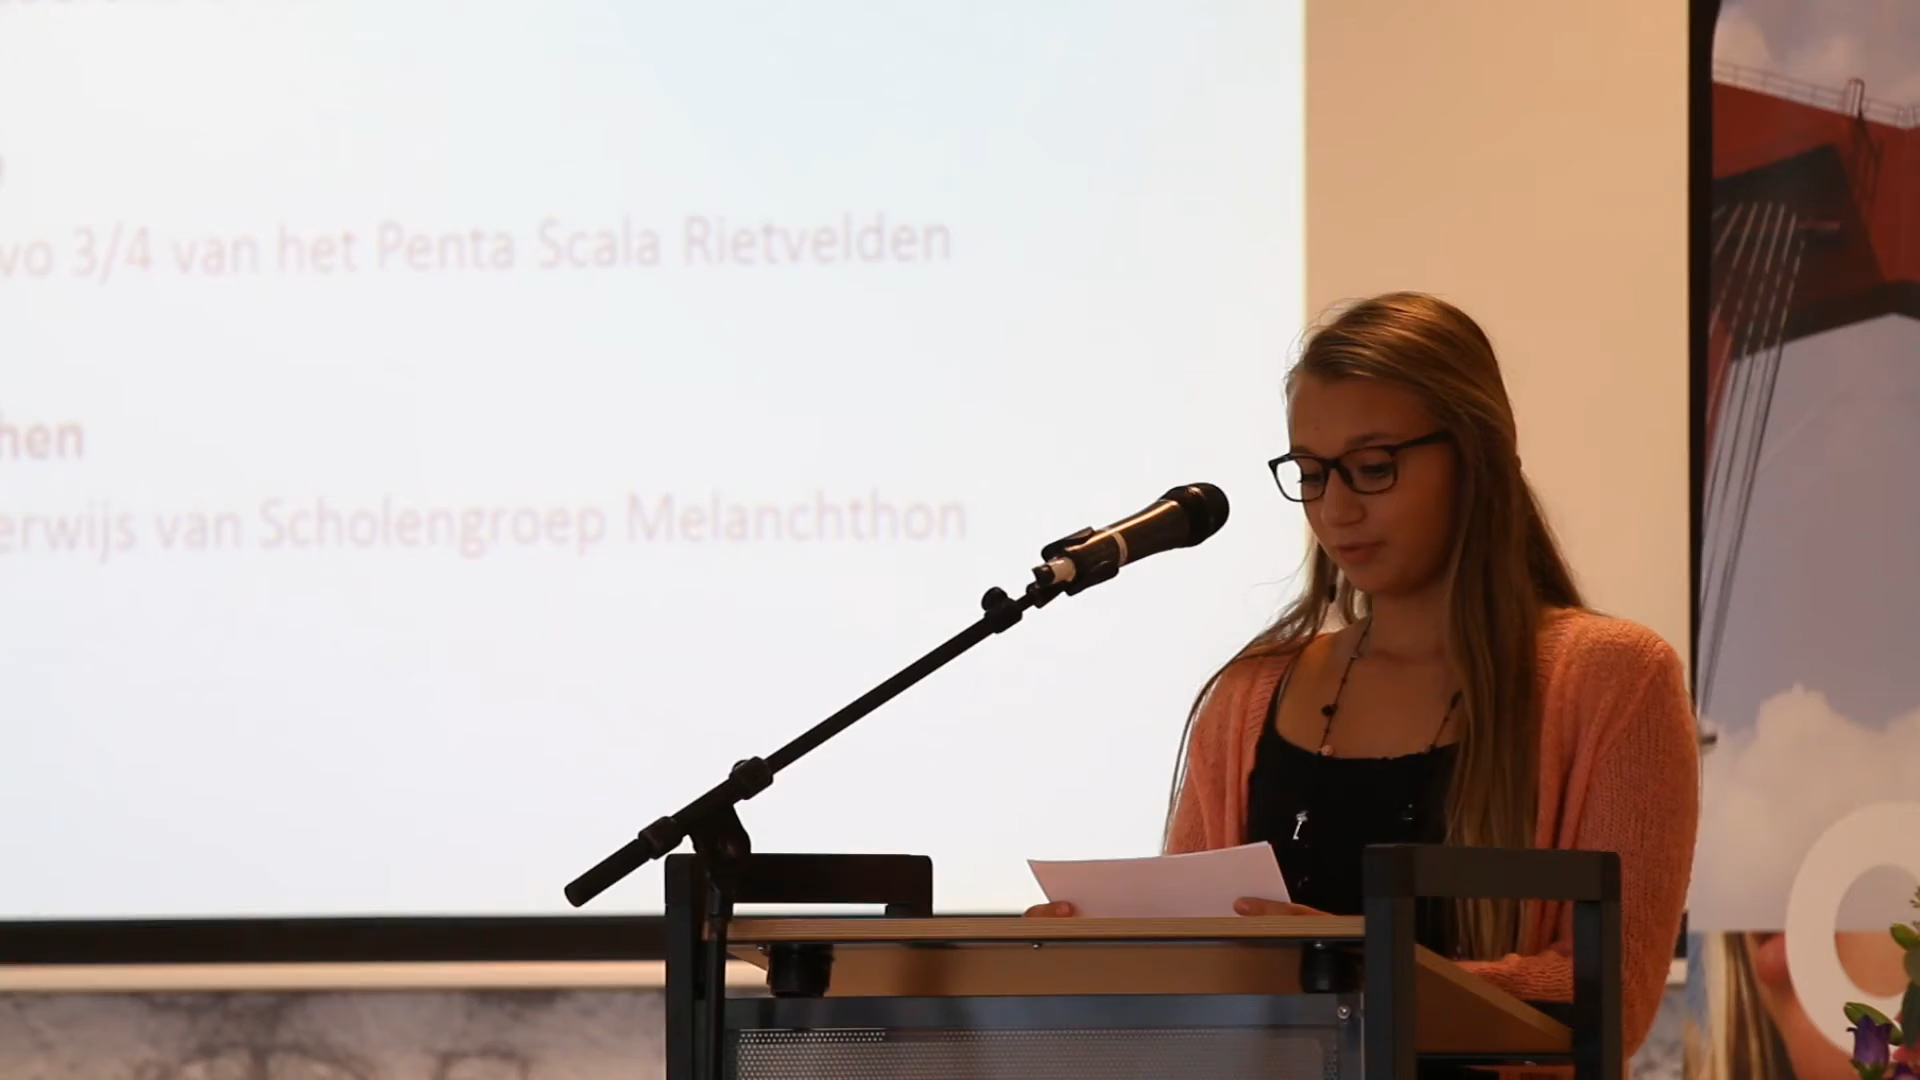 vo 3/4 van het Penta Scala Rietvelden
hen
erwijs van Scholengroep Melanchthon